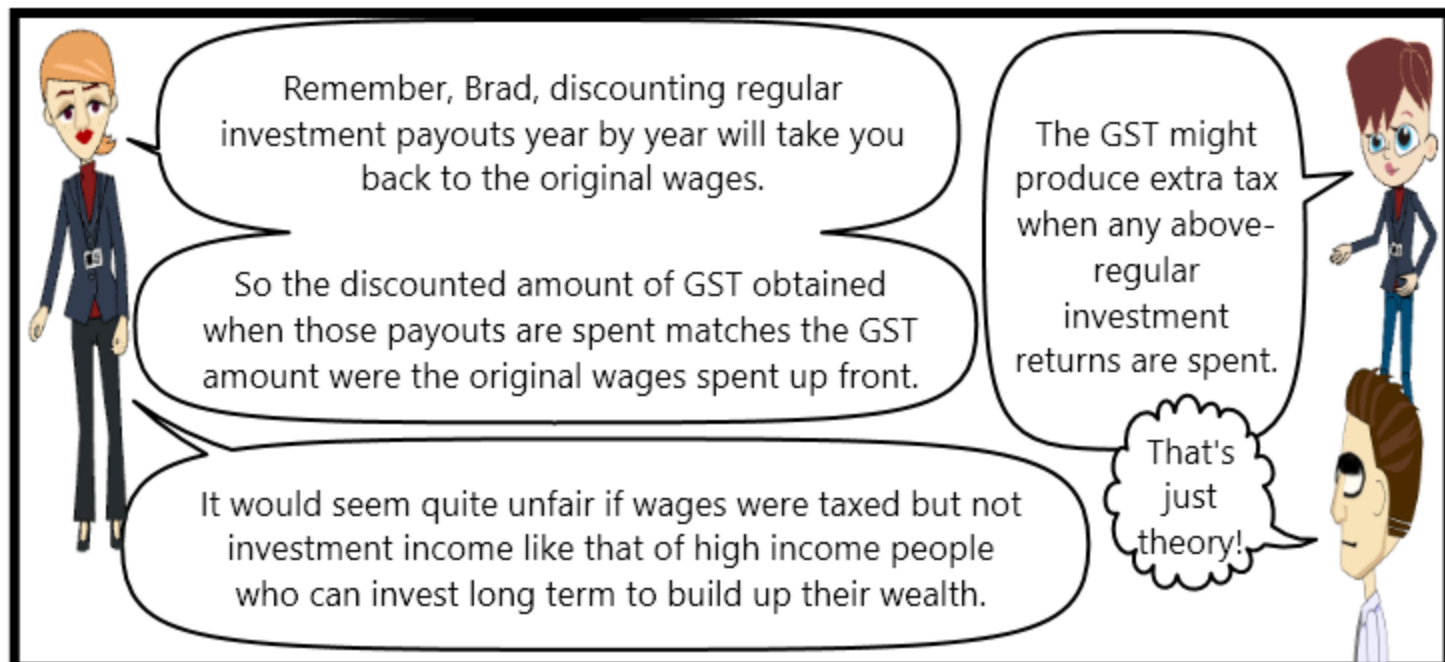 Remember, Brad, discounting regular
investment payouts year by year will take you
back to the original wages.
So the discounted amount of GST obtained
when those payouts are spent matches the GST
amount were the original wages spent up front.
It would seem quite unfair if wages were taxed but not
investment income like that of high income people
who can invest long term to build up their wealth.
The GST might
produce extra tax
when any above-
regular
investment
returns are spent.
That's
just
theory!